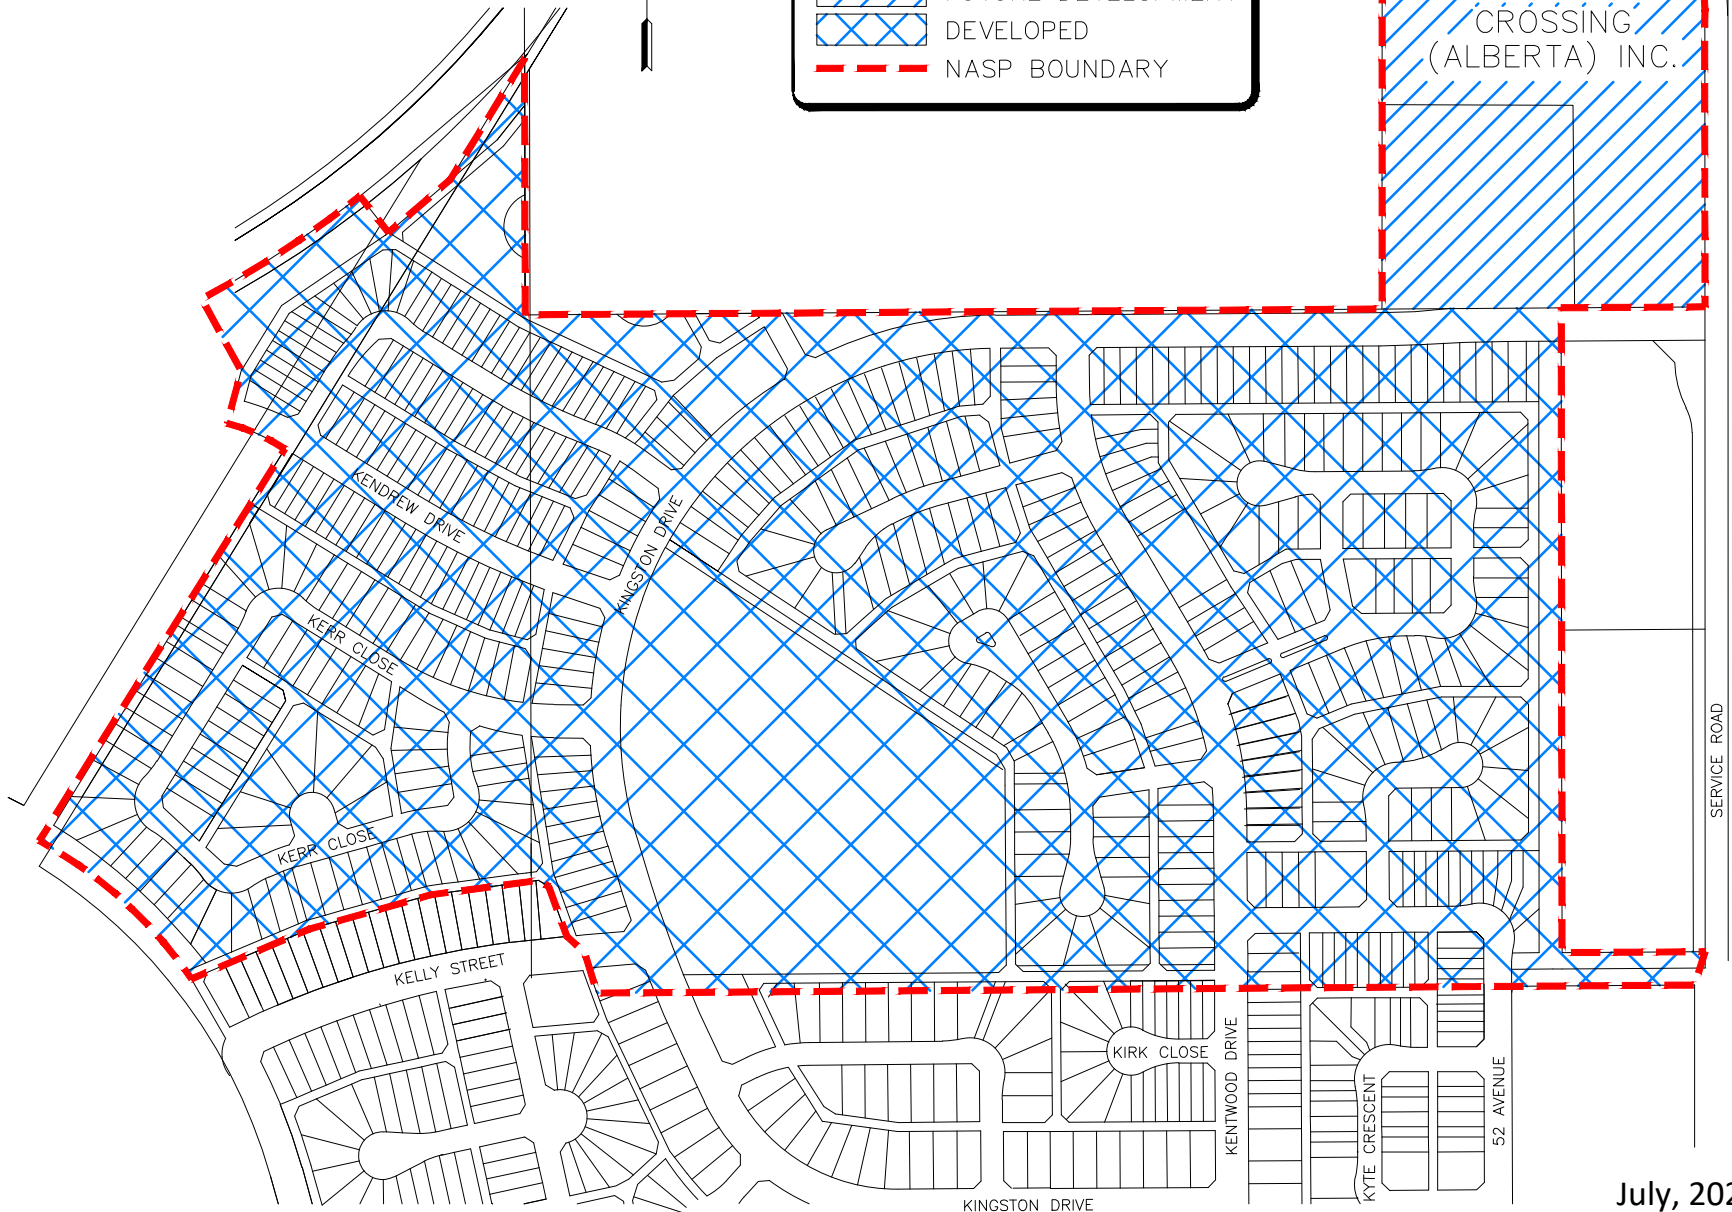 DEVELOPED
NASP BOUNDARY
CROSSING
(ALBERTA) INC.
KENDREW DRIVE
KINGSTON DRIVE
KERR CLOSE
KERR CLOSE
SERVICE ROAD
KELLY STREET
KIRK CLOSE
KENTWOOD DRIVE
KYTE CRESCENT
52 AVENUE
KINGSTON DRIVE
July,